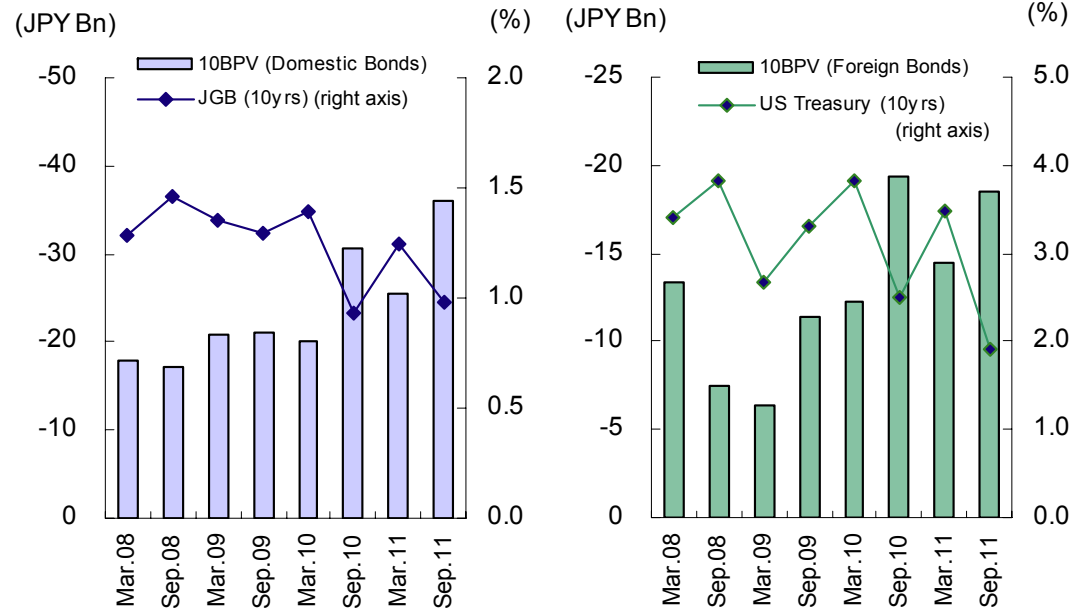 (JPY Bn)
(%)
10BPV (Domestic Bonds)
JGB (10yrs) (right axis)
-50
-40
-30
-20
-10
0
2.0
1.5
1.0
0.5
0.0
Mar.08
Sep.08
Mar.09
Sep.09
Mar.10
Sep.10
Mar.11
Sep.11
(JPY Bn)
(%)
10BPV (Foreign Bonds)
US Treasury (10yrs)
(right axis)
-25
-20
-15
-10
-5
0
5.0
4.0
3.0
2.0
1.0
0.0
Mar.08
Sep.08
Mar.09
Sep.09
Mar.10
Sep.10
Mar.11
Sep.11